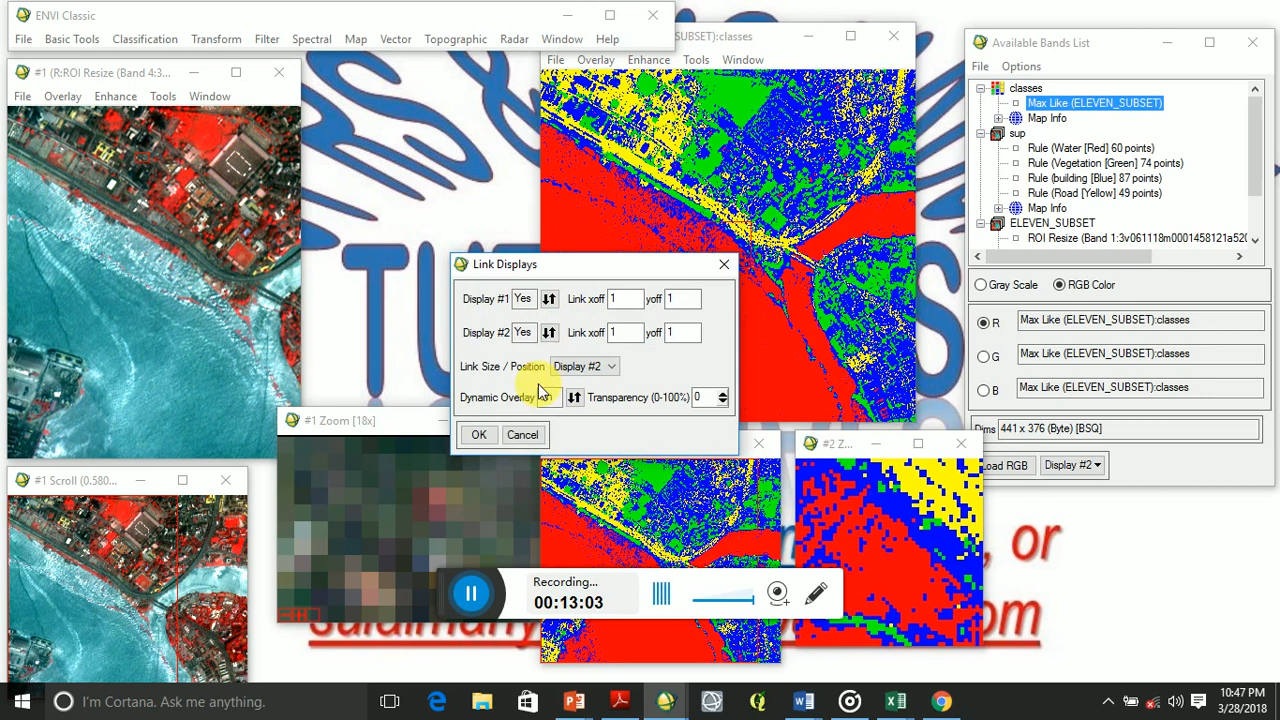 ENVI Classic
File Basic Tools Classification Transform Filter Spectral Map Vector Topographic Radar Window Help
SUBSET):classes
File Overlay Enhance Tools Window
Available Bands List
File Options
classes
Max Like (ELEVEN_SUBSET)
Map Info
sup
Rule (Water [Red] 60 points)
Rule (Vegetation [Green] 74 points)
Rule (building [Blue] 87 points)
Rule (Road [Yellow] 43 points)
Map Info
ELEVEN_SUBSET
ROI Resize (Band 1:3v061118m0001458121a520
Gray Scale RGB Color
R Max Like (ELEVEN_SUBSET):classes
G Max Like (ELEVEN_SUBSET):classes
B Max Like (ELEVEN_SUBSET):classes
Dims 441 x 376 (Byte) [BSQ]
Load RGB Display #2
#1 (R:ROI Resize (Band 4:3...
File Overlay Enhance Tools Window
Link Displays
Display #1 Yes Link xoff 1 yoff 1
Display #2 Yes Link xoff 1 yoff 1
Link Size / Position Display #2
Dynamic Overlay Transparency (0-100%) 0
OK Cancel
#1 Zoom [18x]
#2 Z...
#1 Scroll (0.580...
, or
om
Recording...
00:13:03
I'm Cortana. Ask me anything.
10:47 PM
3/28/2018